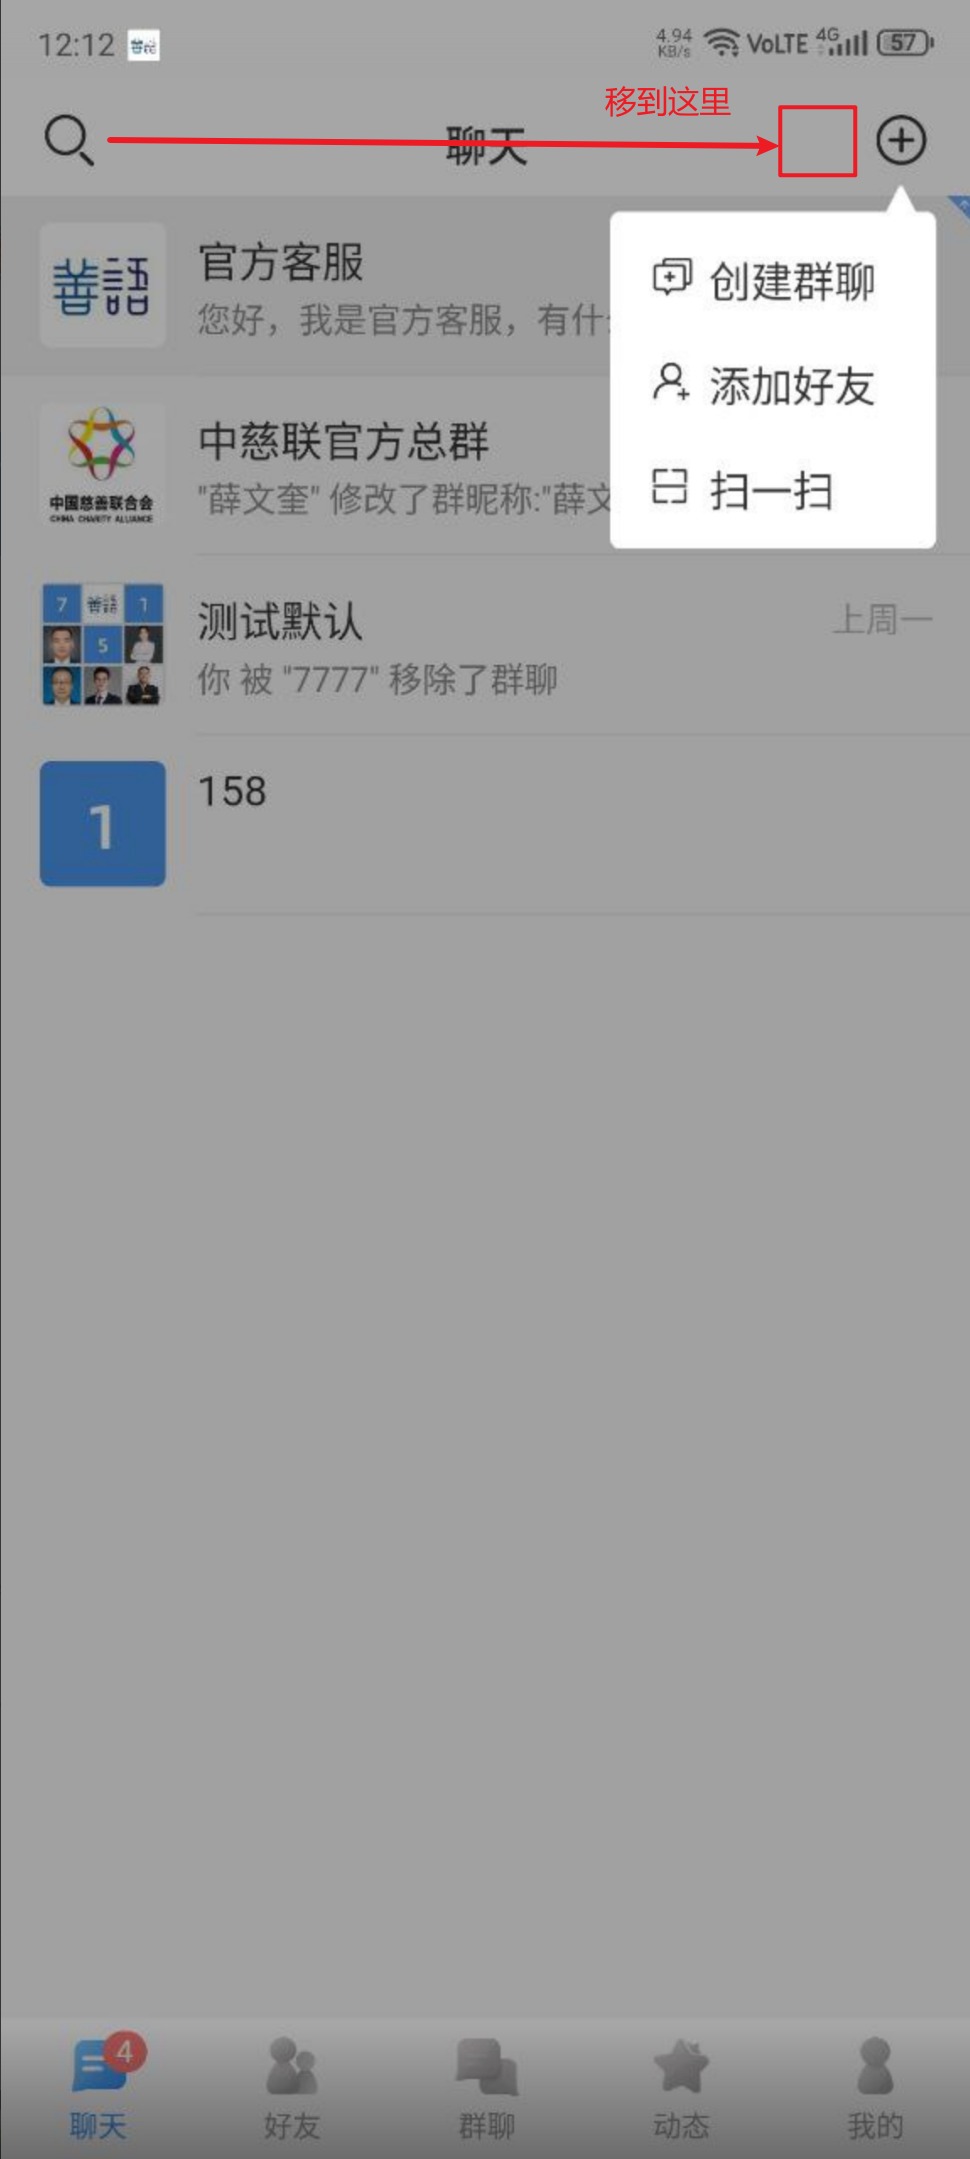 12:12 善語
4.94 KB/s VoLTE 4G 57
移到这里
聊天
善語
官方客服
您好，我是官方客服，有什
创建群聊
添加好友
扫一扫
中国慈善联合会
CHINA CHARITY ALLIANCE
中慈联官方总群
"薛文奎" 修改了群昵称:"薛文
7 善語 1
5
测试默认
上周一
你 被 "7777" 移除了群聊
1
158
4
聊天 好友 群聊 动态 我的